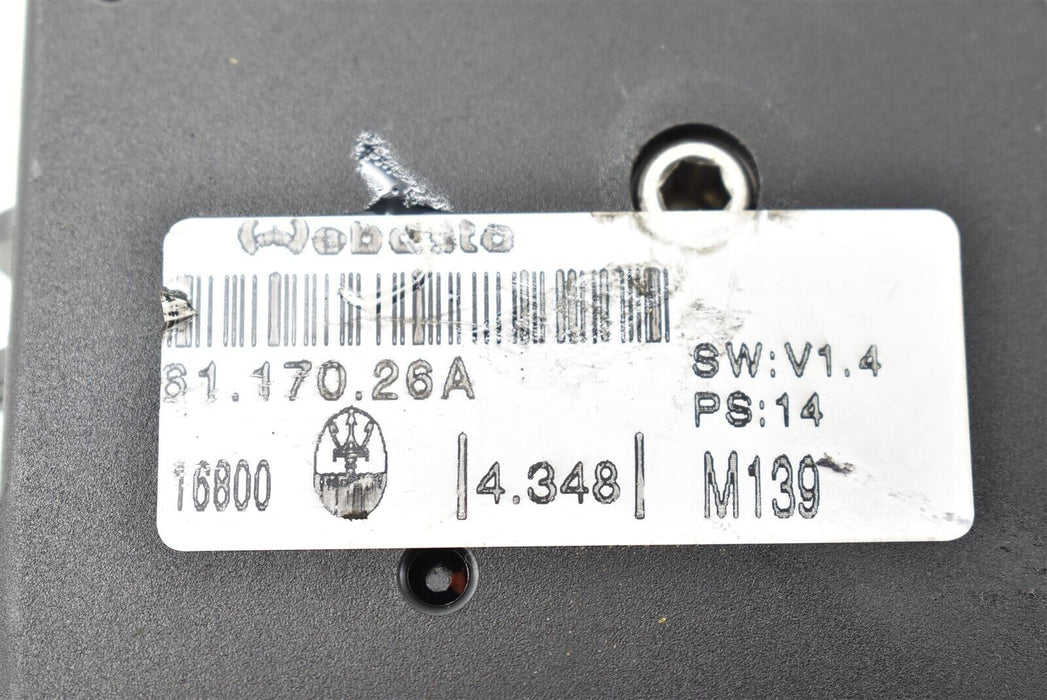 Webasto
81.170.26A
SW:V1.4
PS:14
16800
|4.348|
M139